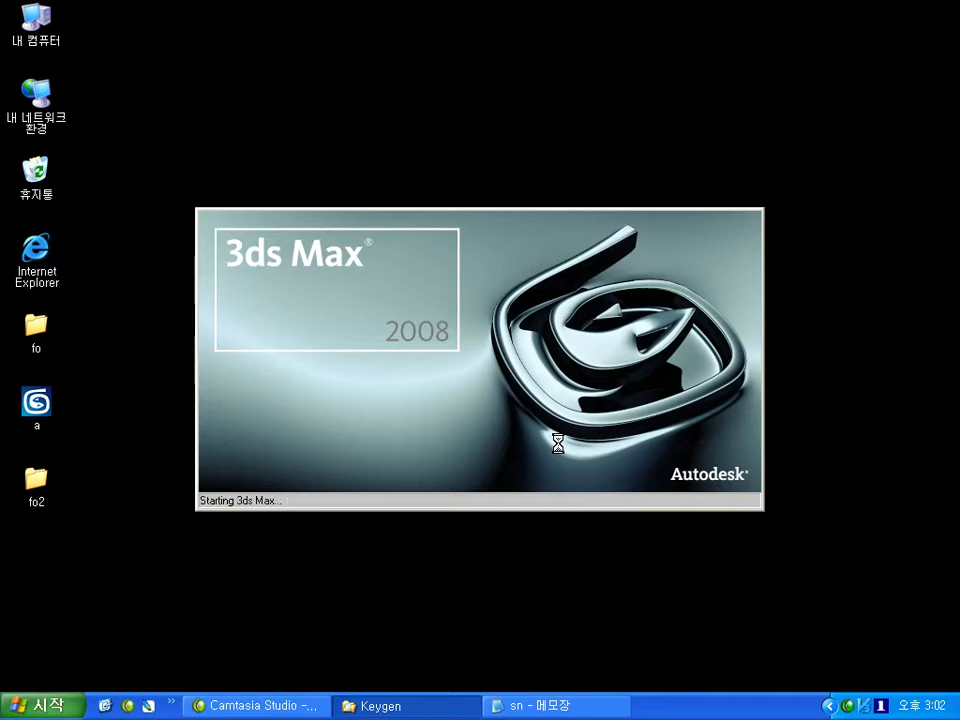 내 컴퓨터
내 네트워크
환경
휴지통
Internet
Explorer
fo
a
fo2
3ds Max®
2008
Autodesk®
Starting 3ds Max...
시작
Camtasia Studio -...
Keygen
sn - 메모장
1
오후 3:02